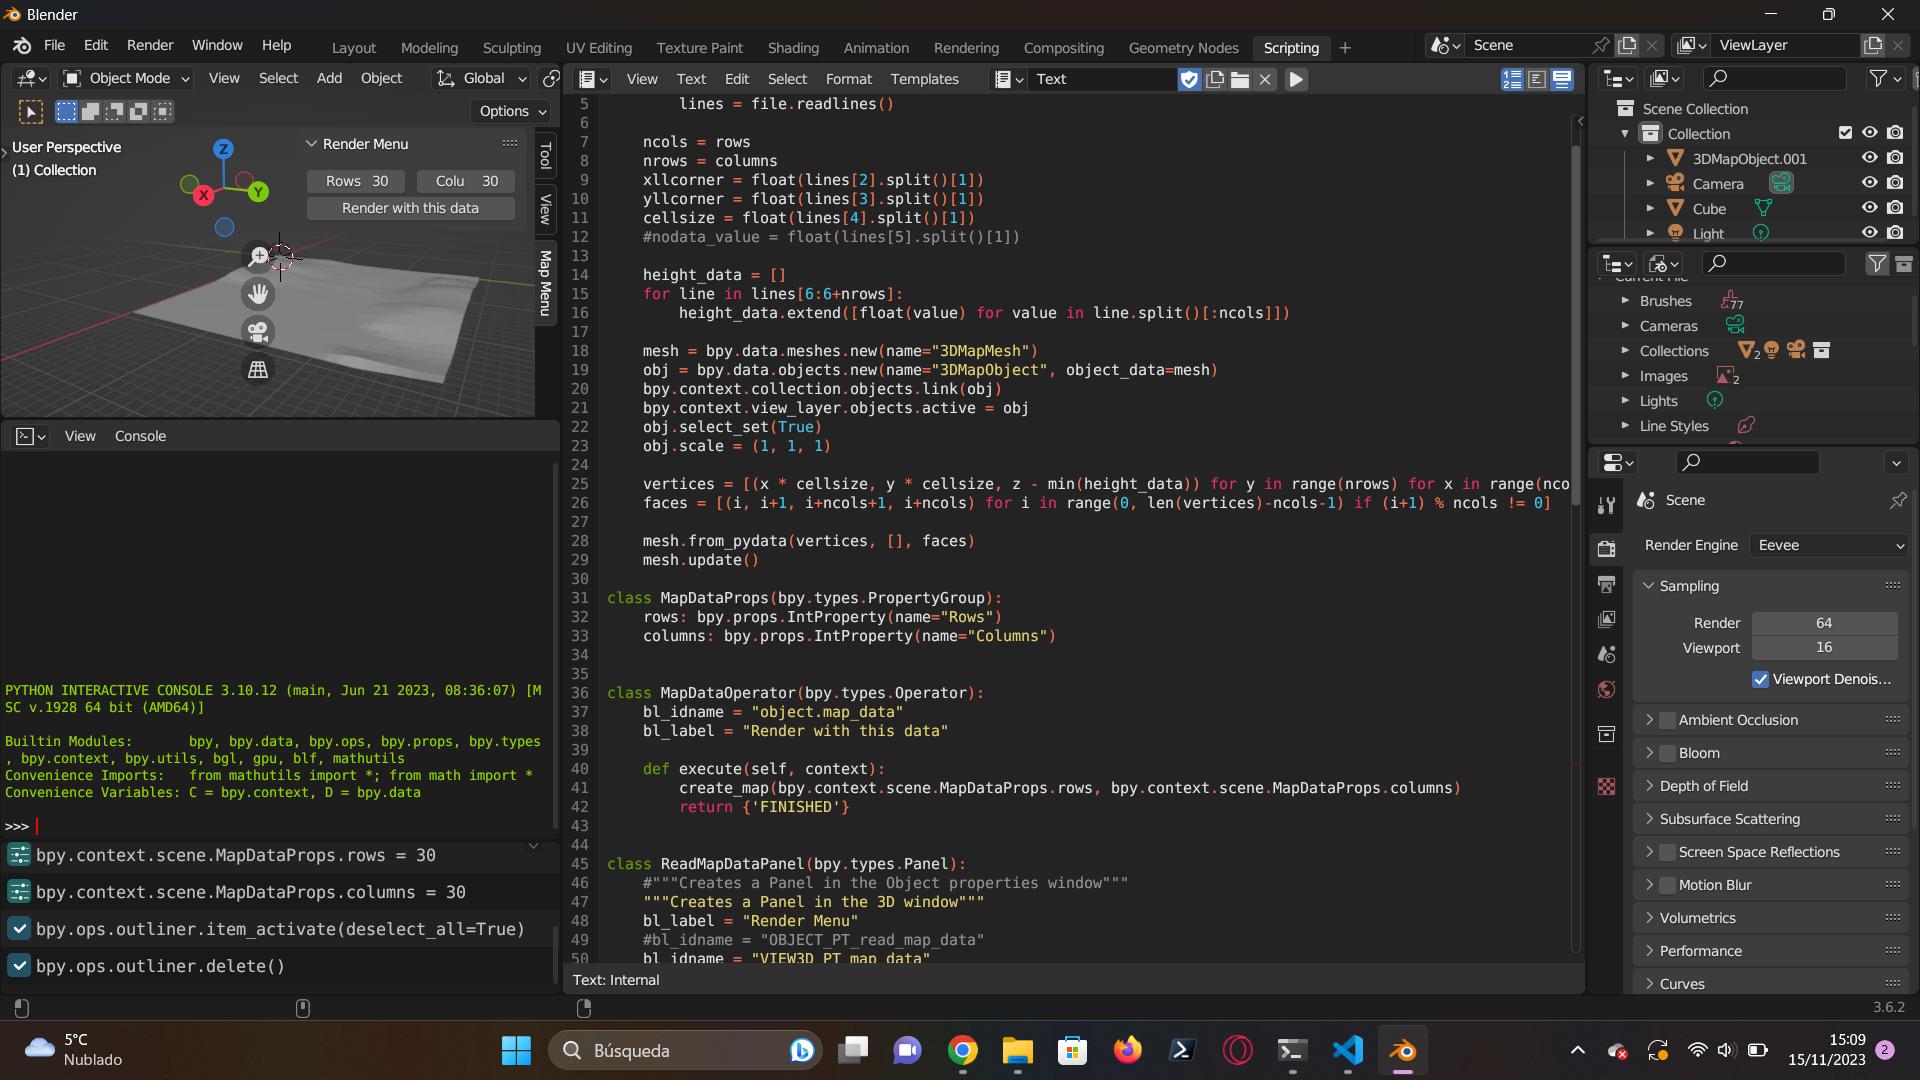 Blender
File Edit Render Window Help Layout Modeling Sculpting UV Editing Texture Paint Shading Animation Rendering Compositing Geometry Nodes Scripting + Scene ViewLayer
Object Mode View Select Add Object Global
Options
User Perspective
(1) Collection
Z
X
Y
Render Menu
Rows 30 Colu 30
Render with this data
Tool
View
Map Menu
View Text Edit Select Format Templates Text
5 lines = file.readlines()
6
7 ncols = rows
8 nrows = columns
9 xllcorner = float(lines[2].split()[1])
10 yllcorner = float(lines[3].split()[1])
11 cellsize = float(lines[4].split()[1])
12 #nodata_value = float(lines[5].split()[1])
13
14 height_data = []
15 for line in lines[6:6+nrows]:
16 height_data.extend([float(value) for value in line.split()[:ncols]])
17
18 mesh = bpy.data.meshes.new(name="3DMapMesh")
19 obj = bpy.data.objects.new(name="3DMapObject", object_data=mesh)
20 bpy.context.collection.objects.link(obj)
21 bpy.context.view_layer.objects.active = obj
22 obj.select_set(True)
23 obj.scale = (1, 1, 1)
24
25 vertices = [(x * cellsize, y * cellsize, z - min(height_data)) for y in range(nrows) for x in range(nco
26 faces = [(i, i+1, i+ncols+1, i+ncols) for i in range(0, len(vertices)-ncols-1) if (i+1) % ncols != 0]
27
28 mesh.from_pydata(vertices, [], faces)
29 mesh.update()
30
31 class MapDataProps(bpy.types.PropertyGroup):
32 rows: bpy.props.IntProperty(name="Rows")
33 columns: bpy.props.IntProperty(name="Columns")
34
35
36 class MapDataOperator(bpy.types.Operator):
37 bl_idname = "object.map_data"
38 bl_label = "Render with this data"
39
40 def execute(self, context):
41 create_map(bpy.context.scene.MapDataProps.rows, bpy.context.scene.MapDataProps.columns)
42 return {'FINISHED'}
43
44
45 class ReadMapDataPanel(bpy.types.Panel):
46 #"""Creates a Panel in the Object properties window"""
47 """Creates a Panel in the 3D window"""
48 bl_label = "Render Menu"
49 #bl_idname = "OBJECT_PT_read_map_data"
50 bl_idname = "VIEW3D_PT_map_data"
Text: Internal
View Console
PYTHON INTERACTIVE CONSOLE 3.10.12 (main, Jun 21 2023, 08:36:07) [M
SC v.1928 64 bit (AMD64)]
Builtin Modules: bpy, bpy.data, bpy.ops, bpy.props, bpy.types
, bpy.context, bpy.utils, bgl, gpu, blf, mathutils
Convenience Imports: from mathutils import *; from math import *
Convenience Variables: C = bpy.context, D = bpy.data
>>>
bpy.context.scene.MapDataProps.rows = 30
bpy.context.scene.MapDataProps.columns = 30
bpy.ops.outliner.item_activate(deselect_all=True)
bpy.ops.outliner.delete()
Scene Collection
Collection
3DMapObject.001
Camera
Cube
Light
Current File
Brushes 77
Cameras
Collections 2
Images 2
Lights
Line Styles
Scene
Render Engine Eevee
Sampling
Render 64
Viewport 16
Viewport Denois...
Ambient Occlusion
Bloom
Depth of Field
Subsurface Scattering
Screen Space Reflections
Motion Blur
Volumetrics
Performance
Curves
3.6.2
5°C
Nublado
Búsqueda
15:09
15/11/2023
2